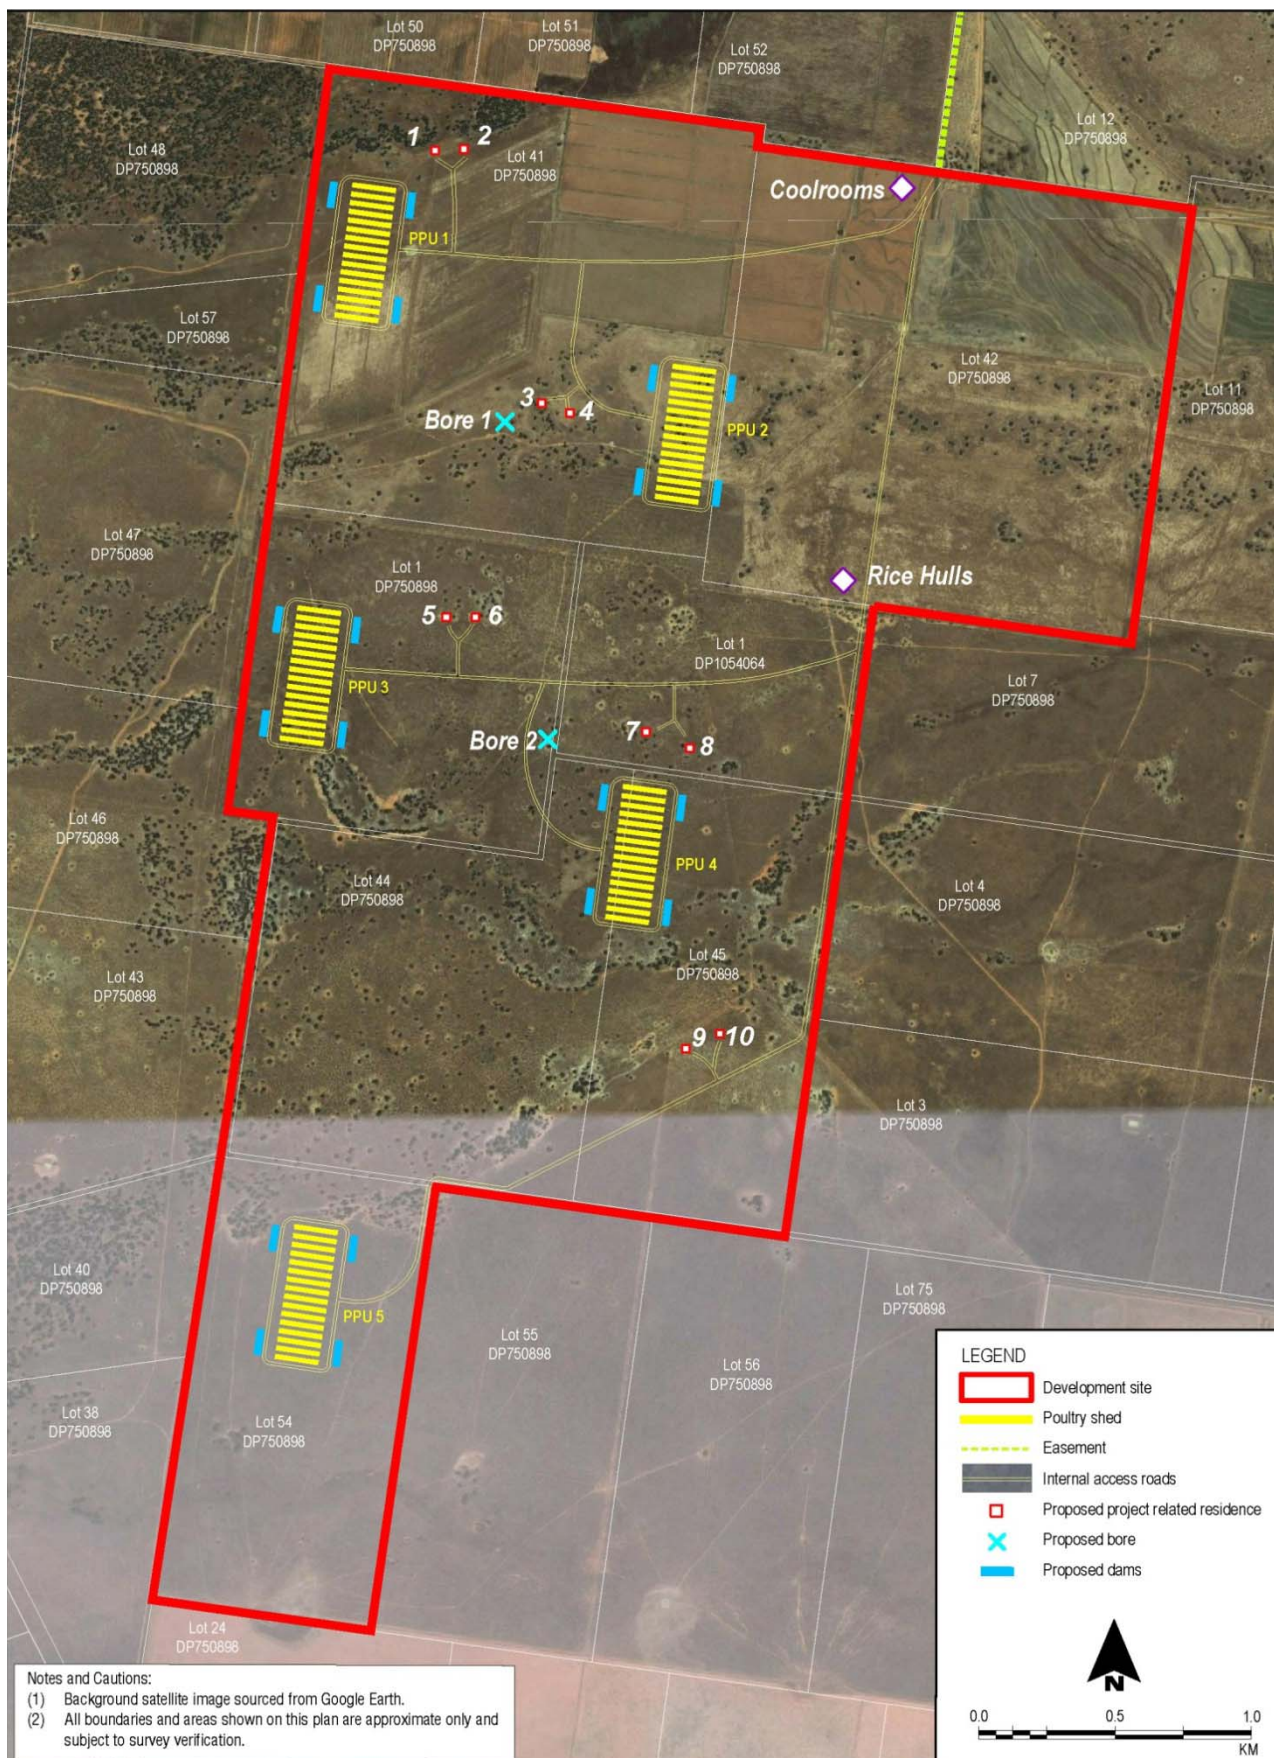 Lot 50
DP750898
Lot 51
DP750898
Lot 52
DP750898
Lot 12
DP750898
Lot 48
DP750898
1
2
Lot 41
DP750898
Coolrooms
PPU 1
Lot 57
DP750898
Lot 42
DP750898
Lot 11
DP750898
3
4
Bore 1
PPU 2
Lot 47
DP750898
Lot 1
DP750898
Rice Hulls
5
6
Lot 1
DP1054064
PPU 3
Lot 7
DP750898
Bore 2
7
8
Lot 46
DP750898
PPU 4
Lot 44
DP750898
Lot 4
DP750898
Lot 43
DP750898
Lot 45
DP750898
9
10
Lot 3
DP750898
Lot 40
DP750898
PPU 5
Lot 75
DP750898
Lot 55
DP750898
Lot 56
DP750898
Lot 38
DP750898
Lot 54
DP750898
Lot 24
DP750898
LEGEND
Development site
Poultry shed
Easement
Internal access roads
Proposed project related residence
Proposed bore
Proposed dams
N
0.0 0.5 1.0
KM
Notes and Cautions:
(1) Background satellite image sourced from Google Earth.
(2) All boundaries and areas shown on this plan are approximate only and
subject to survey verification.